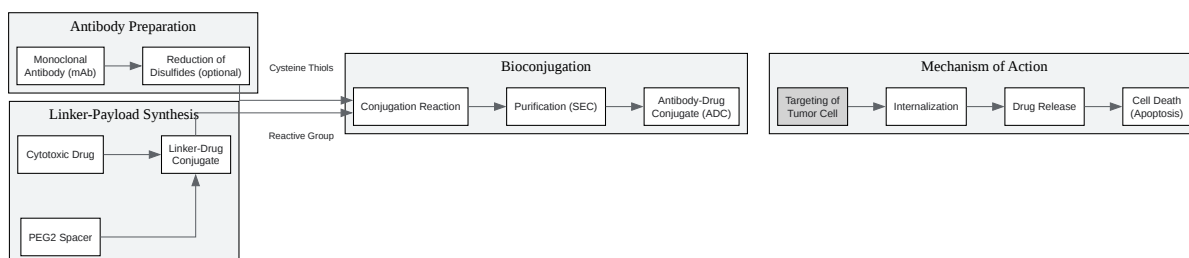 Antibody Preparation
Monoclonal
Antibody (mAb)
Reduction of
Disulfides (optional)
Linker-Payload Synthesis
Cytotoxic Drug
Linker-Drug
Conjugate
PEG2 Spacer
Cysteine Thiols
Reactive Group
Bioconjugation
Conjugation Reaction
Purification (SEC)
Antibody-Drug
Conjugate (ADC)
Mechanism of Action
Targeting of
Tumor Cell
Internalization
Drug Release
Cell Death
(Apoptosis)